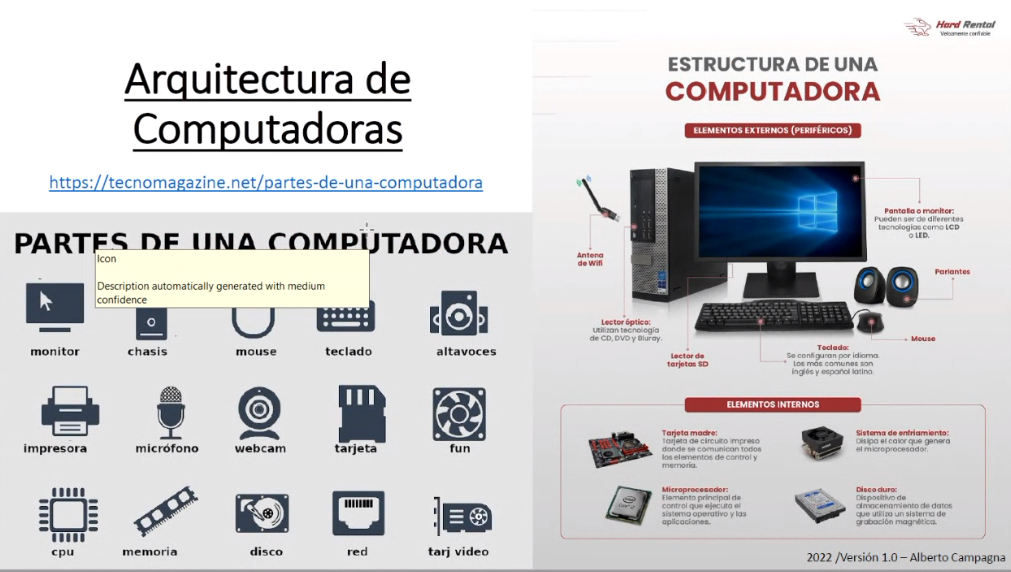 Arquitectura de
Computadoras
https://tecnomagazine.net/partes-de-una-computadora
PARTES DE UNA COMPUTADORA
Icon
Description automatically generated with medium
confidence
monitor
chasis
mouse
teclado
altavoces
impresora
micrófono
webcam
tarjeta
fun
cpu
memoria
disco
red
tarj video
Hard Rental
Velozmente confiable
ESTRUCTURA DE UNA
COMPUTADORA
ELEMENTOS EXTERNOS (PERIFÉRICOS)
Antena
de Wifi
Pantalla o monitor:
Pueden ser de diferentes
tecnologías como LCD
o LED.
Parlantes
Lector óptico:
Utilizan tecnología
de CD, DVD y Bluray.
Lector de
tarjetas SD
Mouse
Teclado:
Se configuran por idioma.
Los más comunes son
inglés y español latino.
ELEMENTOS INTERNOS
Tarjeta madre:
Tarjeta de circuito impreso
donde se comunican todos
los elementos de control y
memoria.
Sistema de enfriamiento:
Disipa el calor que genera
el microprocesador.
Microprocesador:
Elemento principal de
control que ejecuta el
sistema operativo y las
aplicaciones.
Disco duro:
Dispositivo de
almacenamiento de datos
que utiliza un sistema de
grabación magnética.
2022 /Versión 1.0 – Alberto Campagna